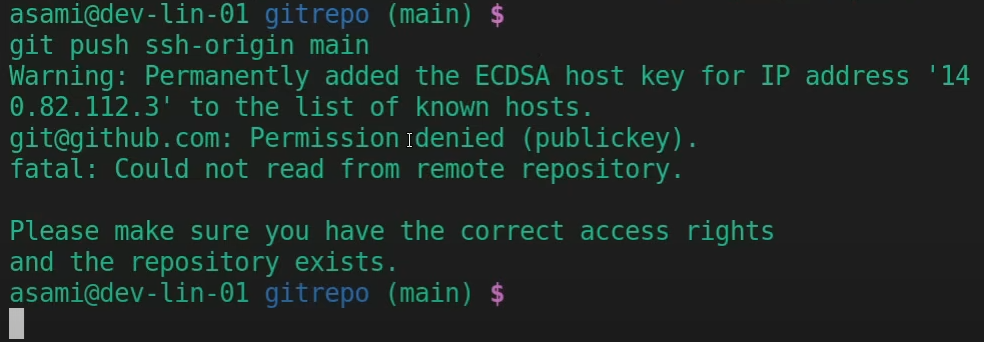 asami@dev-lin-01 gitrepo (main) $
git push ssh-origin main
Warning: Permanently added the ECDSA host key for IP address '14
0.82.112.3' to the list of known hosts.
git@github.com: Permission denied (publickey).
fatal: Could not read from remote repository.
Please make sure you have the correct access rights
and the repository exists.
asami@dev-lin-01 gitrepo (main) $